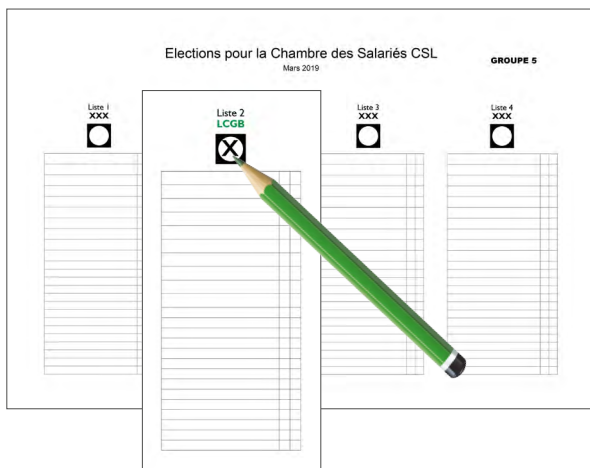 Elections pour la Chambre des Salariés CSL
Mars 2019
GROUPE 5
Liste 1
XXX
Liste 2
LCGB
X
Liste 3
XXX
Liste 4
XXX